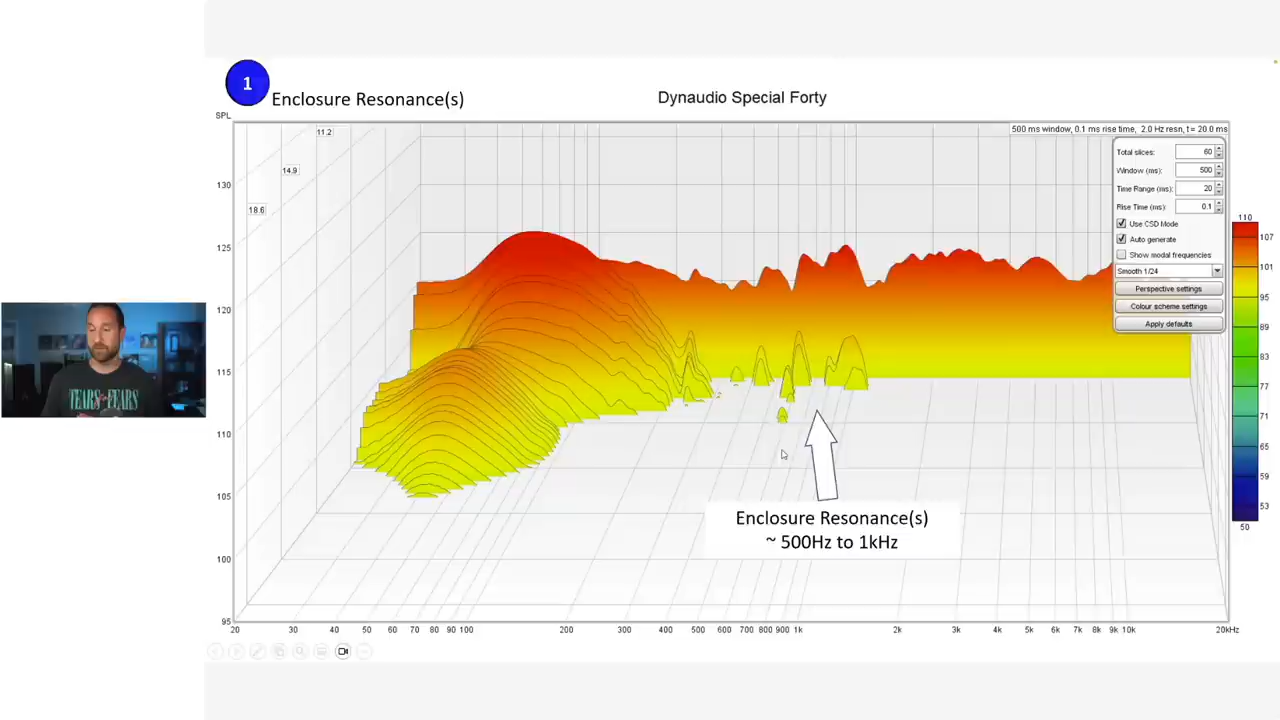 1
Enclosure Resonance(s)
Dynaudio Special Forty
SPL
500 ms window, 0.1 ms rise time, 2.0 Hz resn, t = 20.0 ms
11.2
14.9
18.6
130
125
120
115
110
105
100
95
Total slices: 60
Window (ms): 500
Time Range (ms): 20
Rise Time (ms): 0.1
Use CSD Mode
Auto generate
Show modal frequencies
Smooth 1/24
Perspective settings
Colour scheme settings
Apply defaults
110
107
101
95
89
83
77
71
65
59
53
50
TEARS FEARS
Enclosure Resonance(s)
~ 500Hz to 1kHz
20 30 40 50 60 70 80 90 100 200 300 400 500 600 700 800 900 1k 2k 3k 4k 5k 6k 7k 8k 9k 10k 20kHz